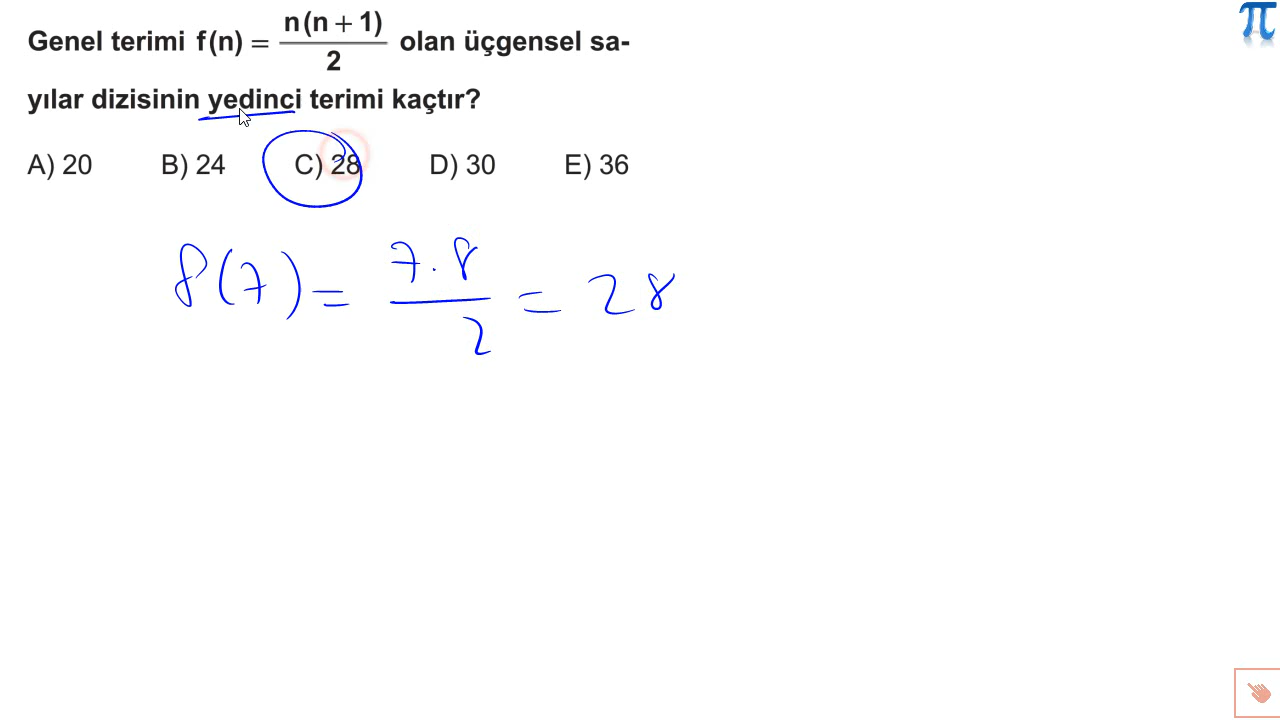 Genel terimi f(n) = n(n + 1) / 2 olan üçgensel sa-
yılar dizisinin yedinci terimi kaçtır?
A) 20 B) 24 C) 28 D) 30 E) 36
f(7) = 7.8 / 2 = 28
π